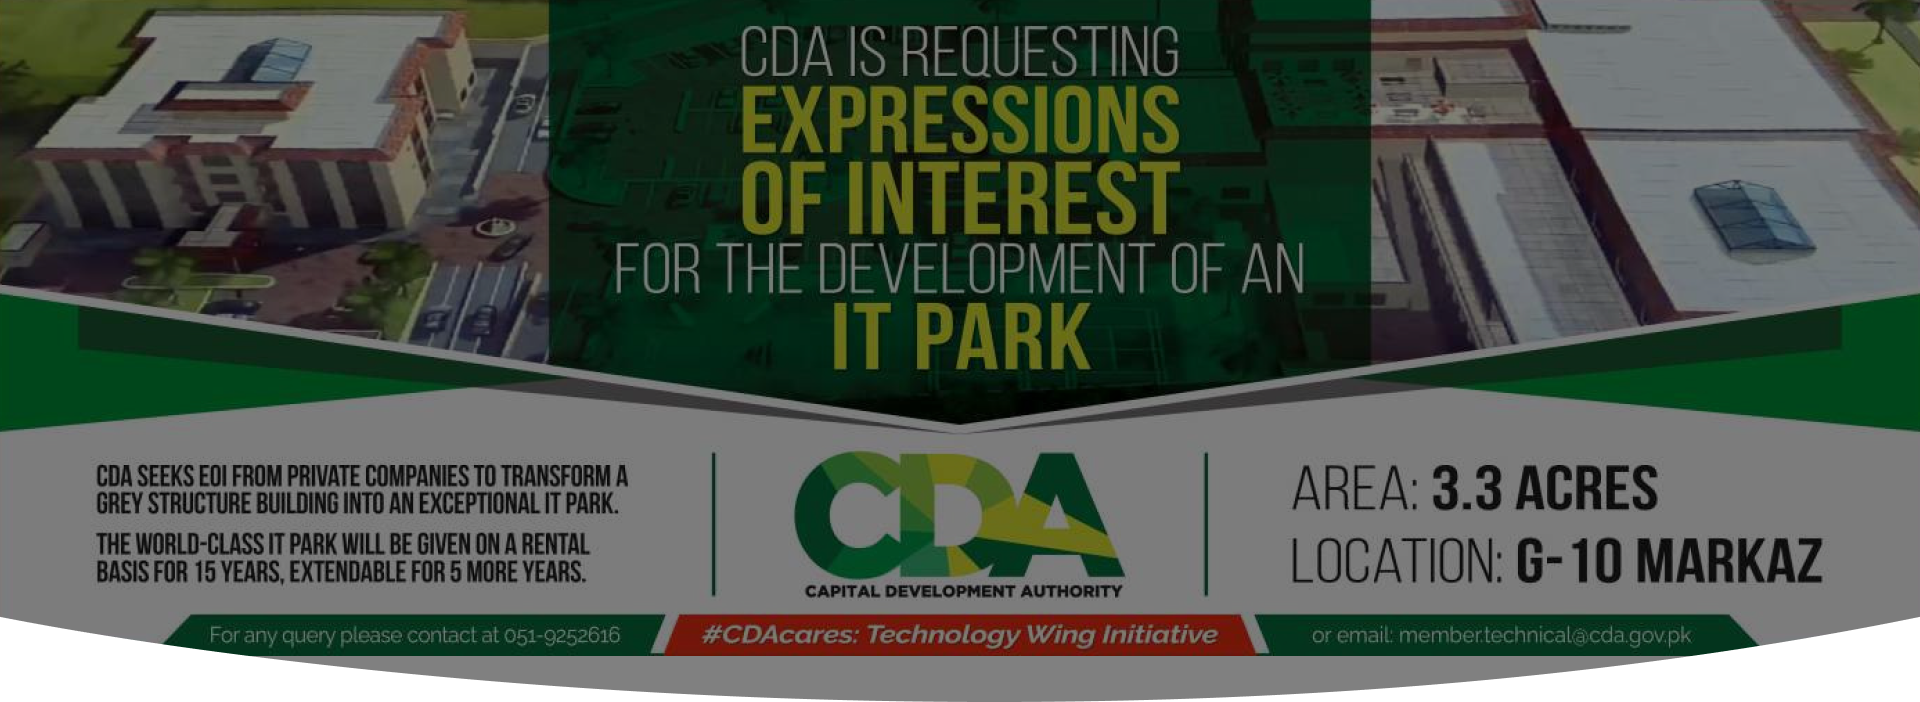 CDA IS REQUESTING
EXPRESSIONS
OF INTEREST
FOR THE DEVELOPMENT OF AN
IT PARK
CDA SEEKS EOI FROM PRIVATE COMPANIES TO TRANSFORM A
GREY STRUCTURE BUILDING INTO AN EXCEPTIONAL IT PARK.
THE WORLD-CLASS IT PARK WILL BE GIVEN ON A RENTAL
BASIS FOR 15 YEARS, EXTENDABLE FOR 5 MORE YEARS.
CDA
CAPITAL DEVELOPMENT AUTHORITY
AREA: 3.3 ACRES
LOCATION: G-10 MARKAZ
For any query please contact at 051-9252616
#CDAcares: Technology Wing Initiative
or email: member.technical@cda.gov.pk